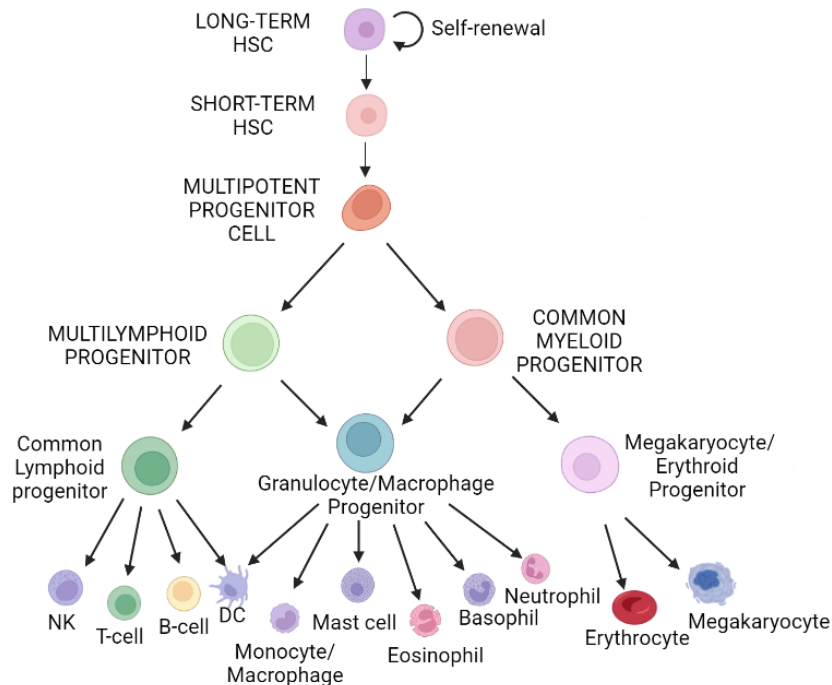 LONG-TERM
HSC
Self-renewal
SHORT-TERM
HSC
MULTIPOTENT
PROGENITOR
CELL
MULTILYMPHOID
PROGENITOR
COMMON
MYELOID
PROGENITOR
Common
Lymphoid
progenitor
Granulocyte/Macrophage
Progenitor
Megakaryocyte/
Erythroid
Progenitor
NK
T-cell
B-cell
DC
Monocyte/
Macrophage
Mast cell
Eosinophil
Basophil
Neutrophil
Erythrocyte
Megakaryocyte